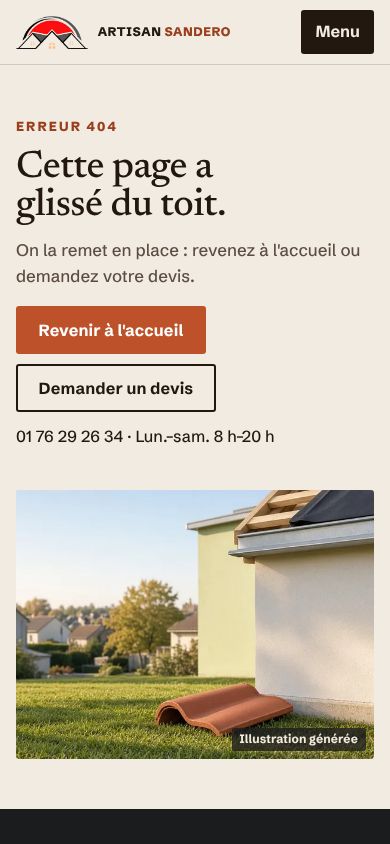 ARTISAN SANDERO
Menu
ERREUR 404
Cette page a
glissé du toit.
On la remet en place : revenez à l'accueil ou
demandez votre devis.
Revenir à l'accueil
Demander un devis
01 76 29 26 34 · Lun.–sam. 8 h–20 h
Illustration générée